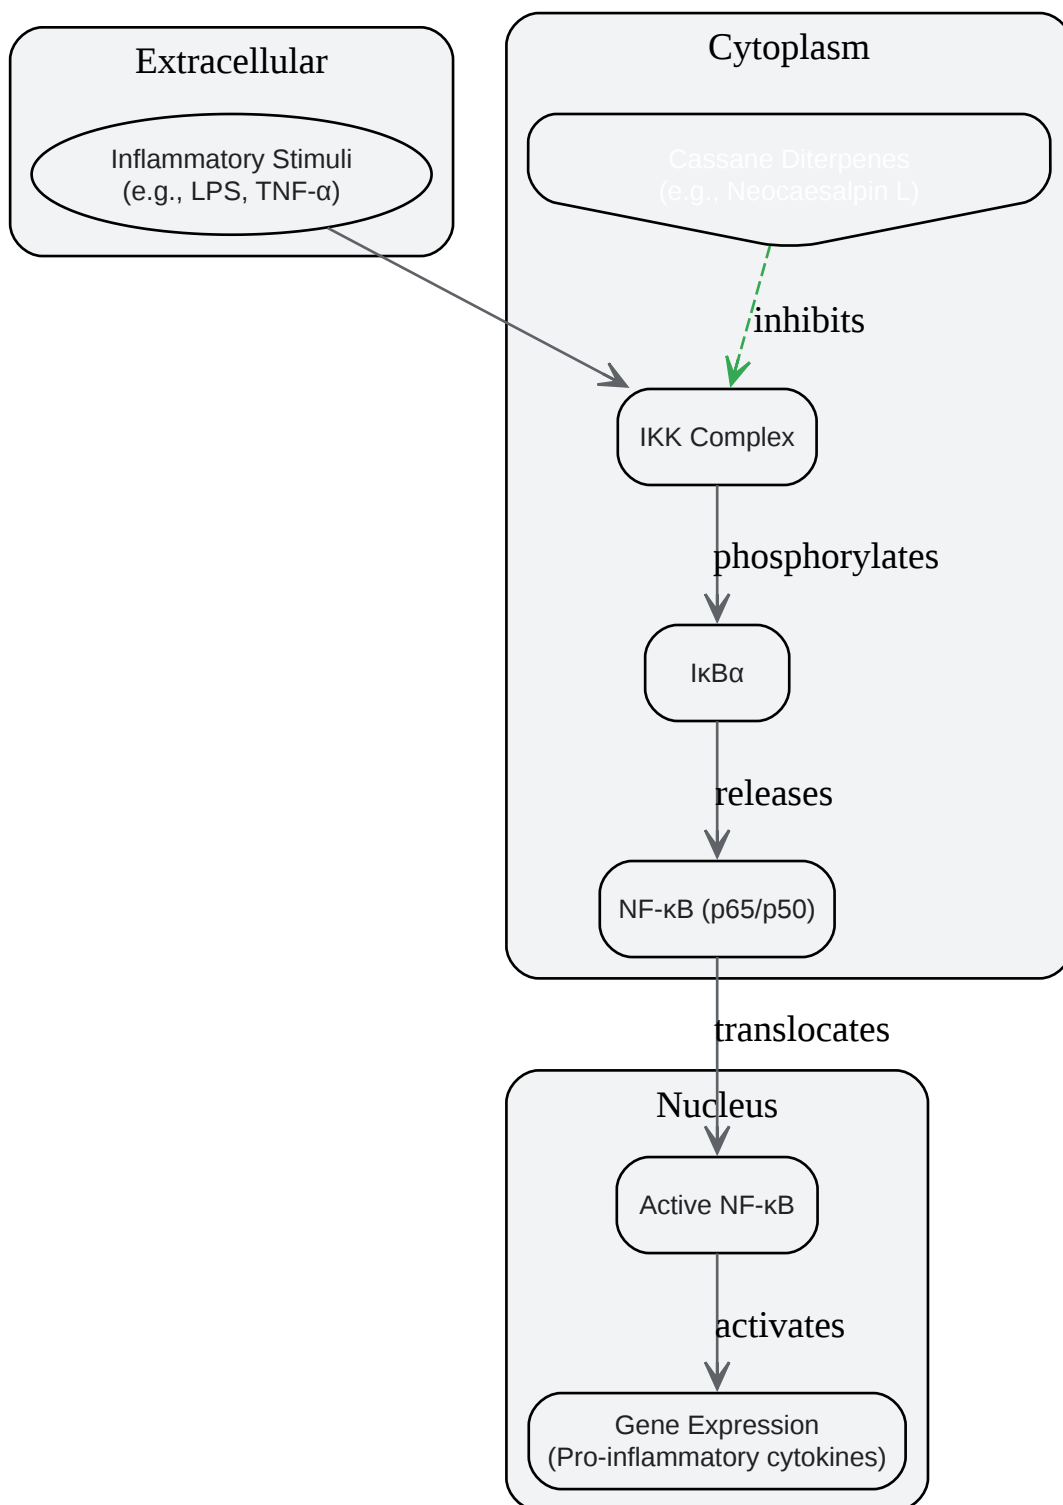 Extracellular
Inflammatory Stimuli
(e.g., LPS, TNF-α)
Cytoplasm
Cassane Diterpenes
(e.g., Neocaesalpin L)
inhibits
IKK Complex
phosphorylates
IκBα
releases
NF-κB (p65/p50)
translocates
Nucleus
Active NF-κB
activates
Gene Expression
(Pro-inflammatory cytokines)